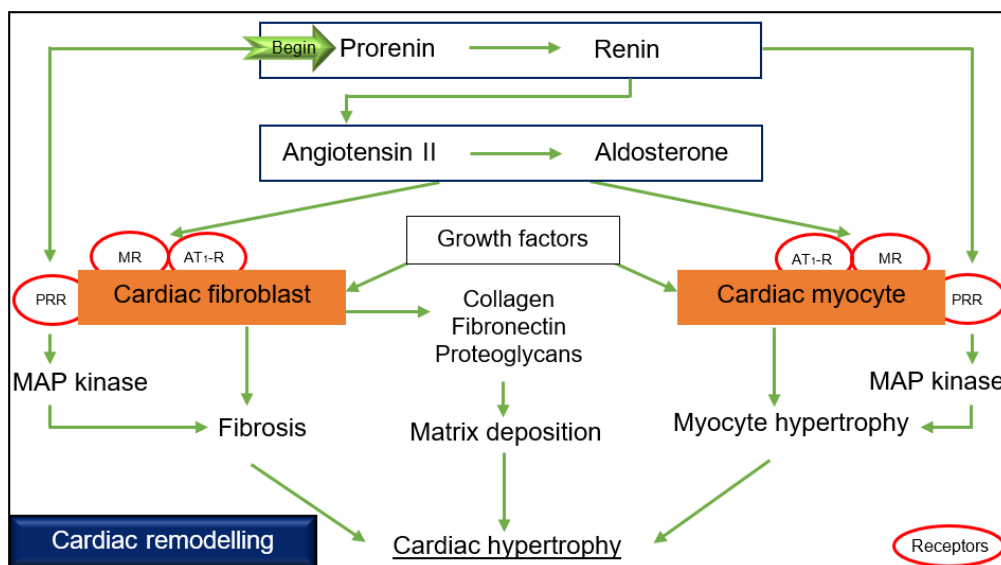 Begin
Prorenin
Renin
Angiotensin II
Aldosterone
Growth factors
MR
AT₁-R
AT₁-R
MR
PRR
Cardiac fibroblast
Cardiac myocyte
PRR
Collagen
Fibronectin
Proteoglycans
MAP kinase
MAP kinase
Fibrosis
Matrix deposition
Myocyte hypertrophy
Cardiac remodelling
Cardiac hypertrophy
Receptors